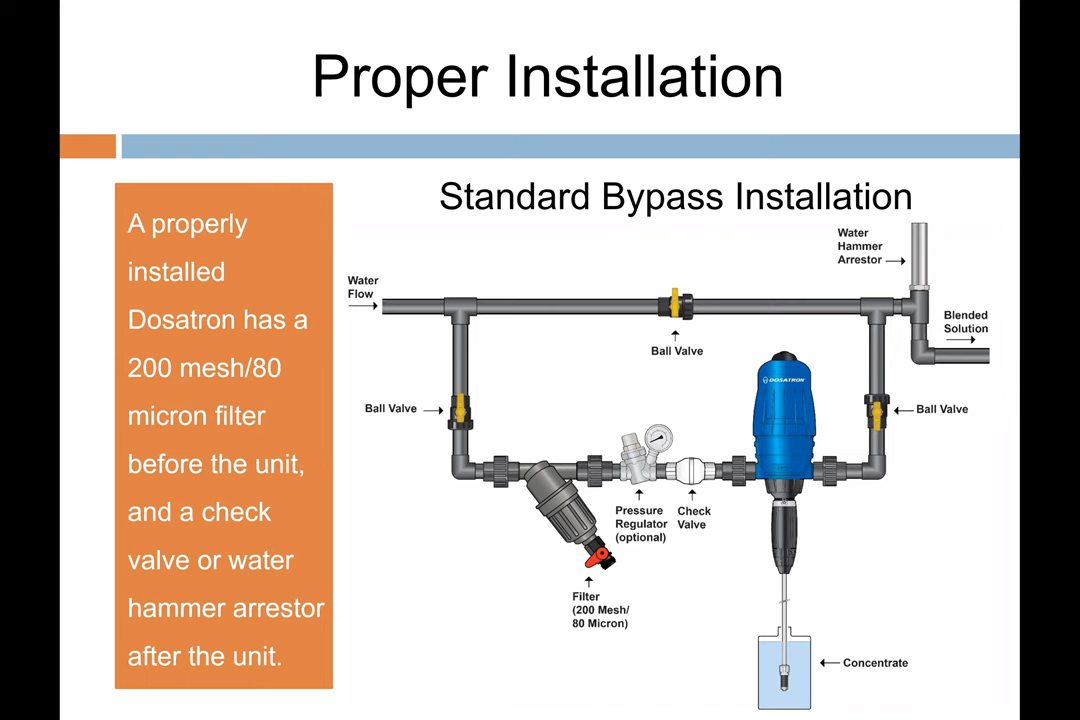 Proper Installation
A properly
installed
Dosatron has a
200 mesh/80
micron filter
before the unit,
and a check
valve or water
hammer arrestor
after the unit.
Standard Bypass Installation
Water
Hammer
Arrestor
Water
Flow
Blended
Solution
Ball Valve
DOSATRON
Ball Valve
Ball Valve
Pressure
Regulator
(optional)
Check
Valve
Filter
(200 Mesh/
80 Micron)
Concentrate